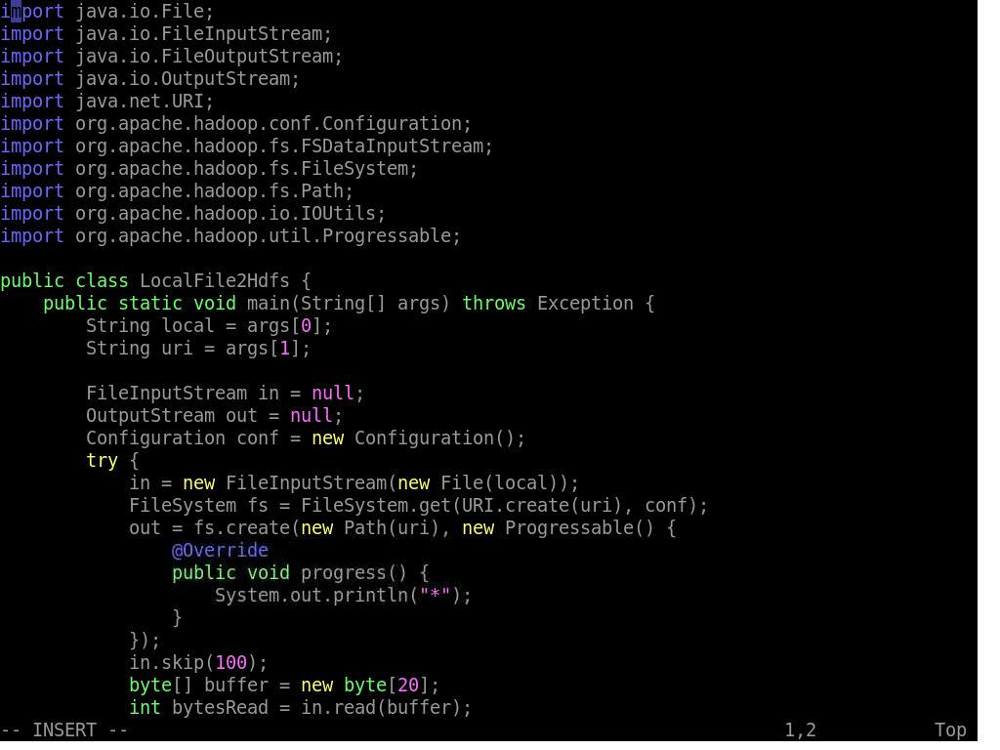 import java.io.File;
import java.io.FileInputStream;
import java.io.FileOutputStream;
import java.io.OutputStream;
import java.net.URI;
import org.apache.hadoop.conf.Configuration;
import org.apache.hadoop.fs.FSDataInputStream;
import org.apache.hadoop.fs.FileSystem;
import org.apache.hadoop.fs.Path;
import org.apache.hadoop.io.IOUtils;
import org.apache.hadoop.util.Progressable;

public class LocalFile2Hdfs {
    public static void main(String[] args) throws Exception {
        String local = args[0];
        String uri = args[1];

        FileInputStream in = null;
        OutputStream out = null;
        Configuration conf = new Configuration();
        try {
            in = new FileInputStream(new File(local));
            FileSystem fs = FileSystem.get(URI.create(uri), conf);
            out = fs.create(new Path(uri), new Progressable() {
                @Override
                public void progress() {
                    System.out.println("*");
                }
            });
            in.skip(100);
            byte[] buffer = new byte[20];
            int bytesRead = in.read(buffer);
-- INSERT -- 1,2 Top